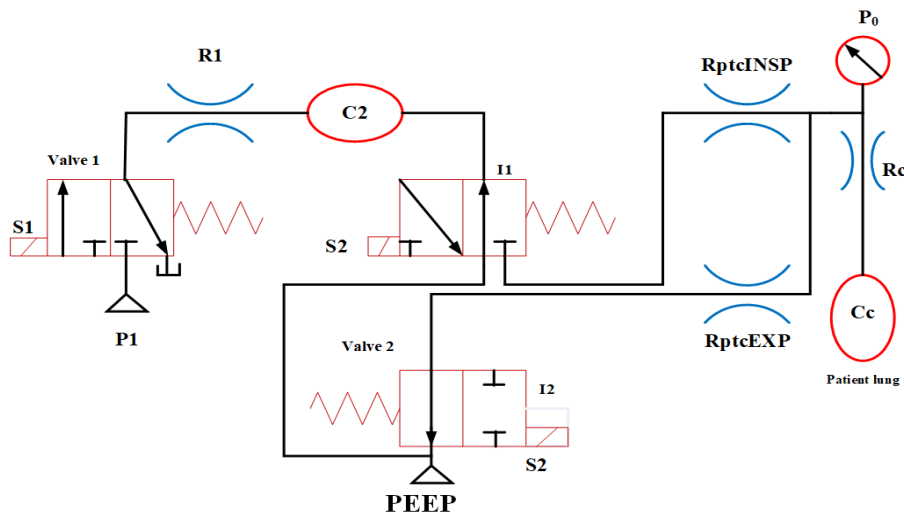 P0
R1
RptcINSP
C2
Rc
Valve 1
I1
S1
S2
P1
Cc
RptcEXP
Valve 2
Patient lung
I2
S2
PEEP